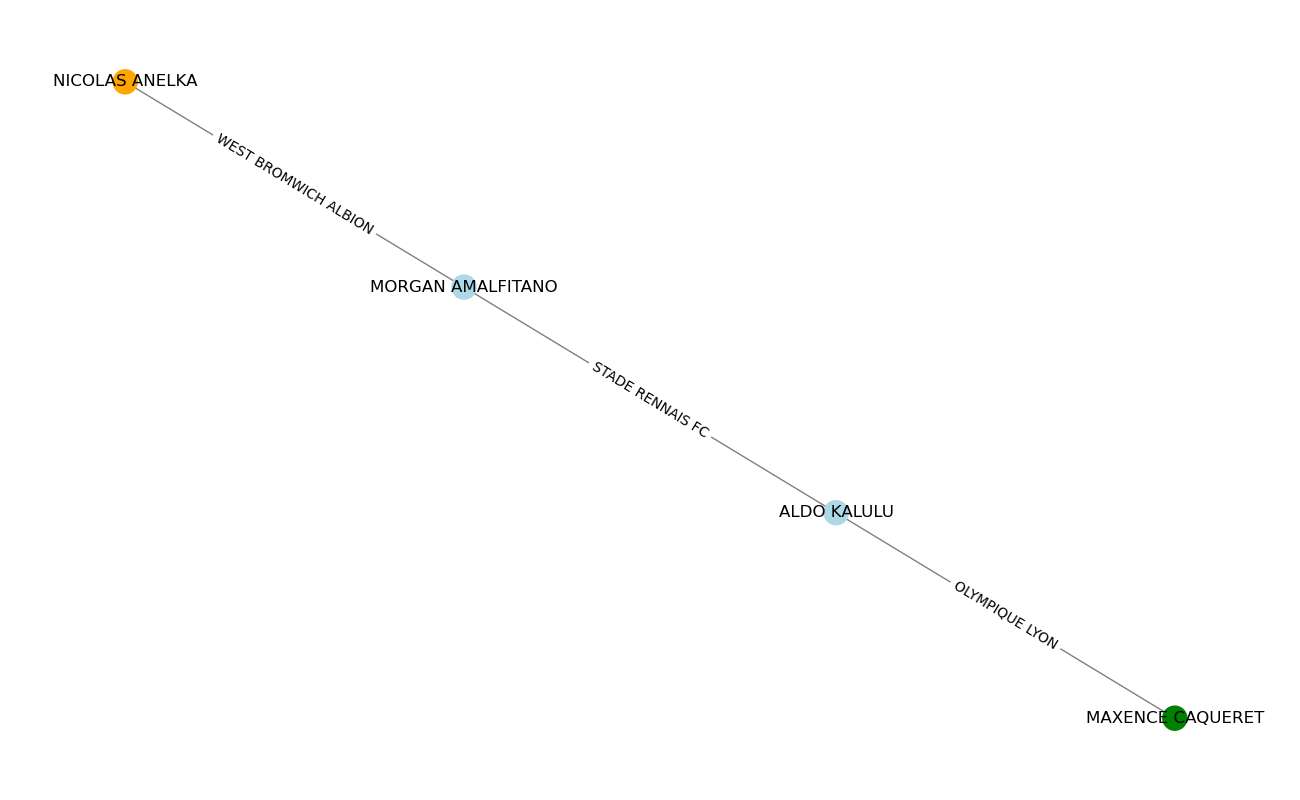 NICOLAS ANELKA
WEST BROMWICH ALBION
MORGAN AMALFITANO
STADE RENNAIS FC
ALDO KALULU
OLYMPIQUE LYON
MAXENCE CAQUERET